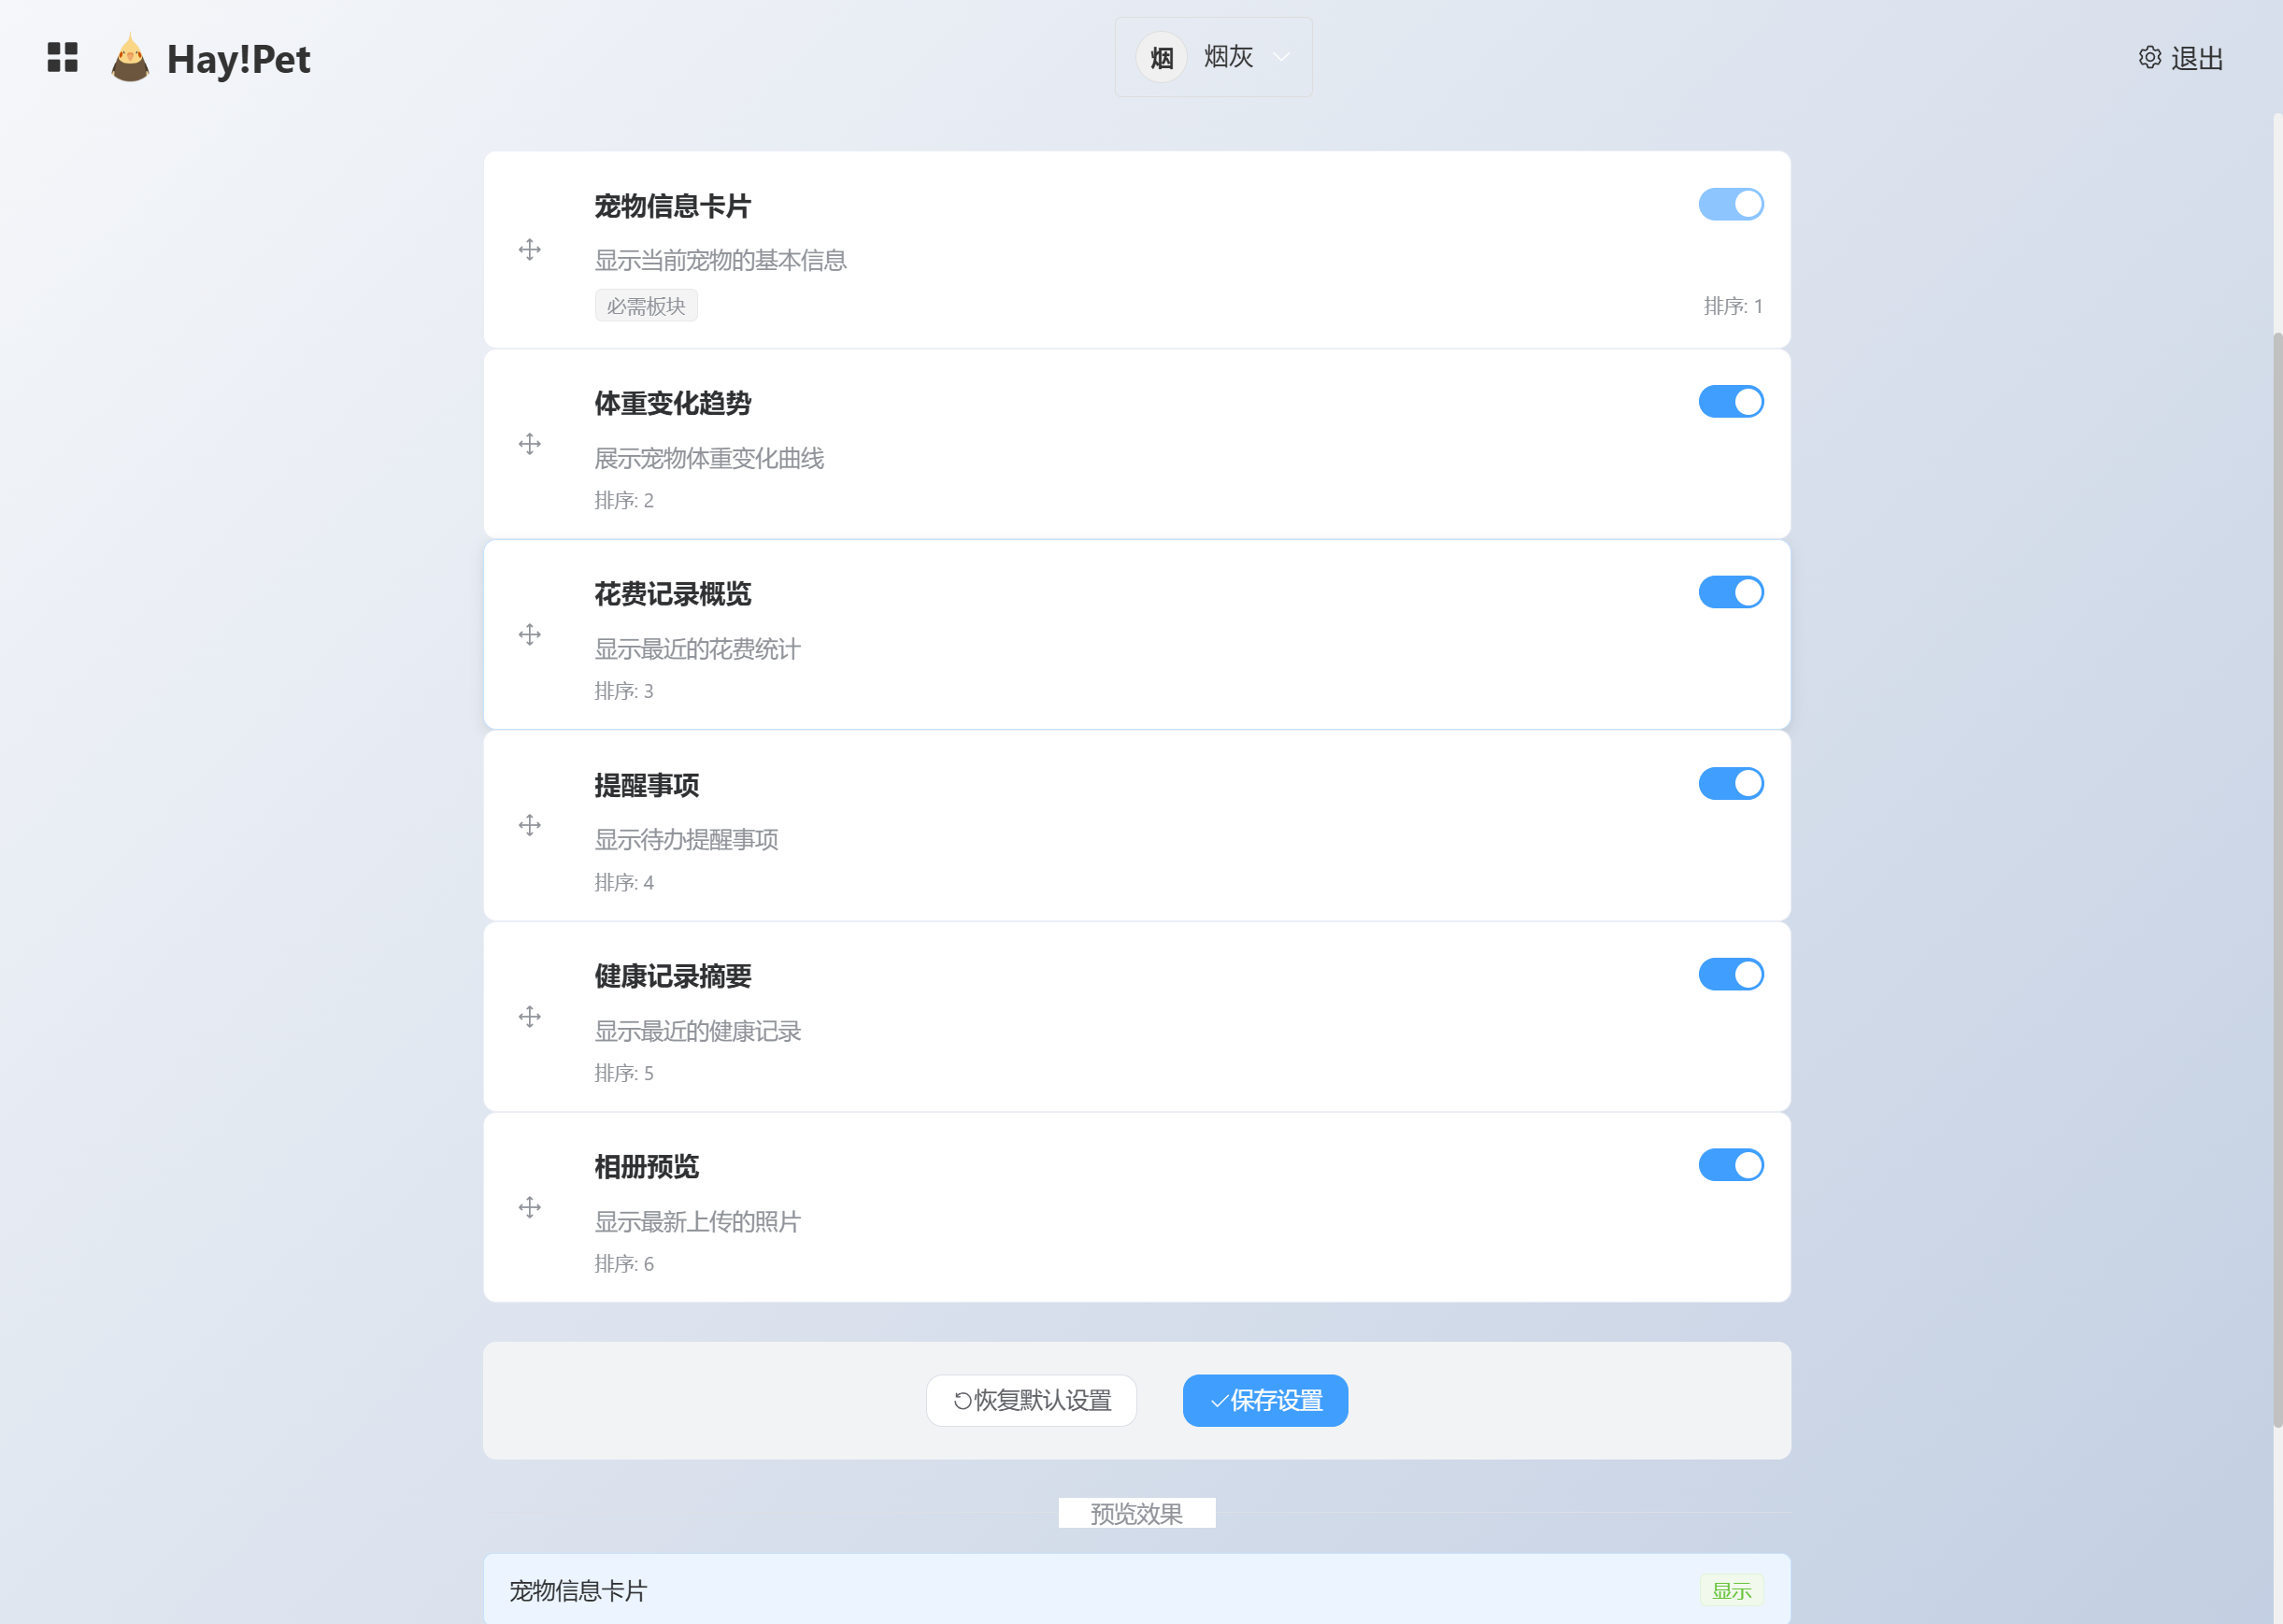 Hay!Pet
烟 烟灰
退出
宠物信息卡片
显示当前宠物的基本信息
必需板块 排序: 1
体重变化趋势
展示宠物体重变化曲线
排序: 2
花费记录概览
显示最近的花费统计
排序: 3
提醒事项
显示待办提醒事项
排序: 4
健康记录摘要
显示最近的健康记录
排序: 5
相册预览
显示最新上传的照片
排序: 6
恢复默认设置 保存设置
预览效果
宠物信息卡片 显示